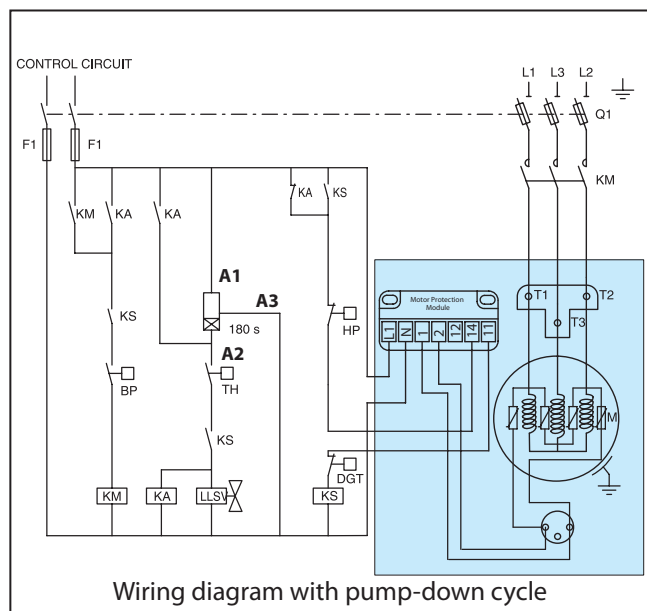 CONTROL CIRCUIT
L1 L3 L2
Q1
F1 F1
KM
KA KS
KM KA KA
A1
A3
180 s
A2
KS
HP
BP
TH
KS
Motor Protection
Module
L1 N 1 2 12 14 11
T1 T2
T3
M
DGT
KM KA LLSV KS
Wiring diagram with pump-down cycle